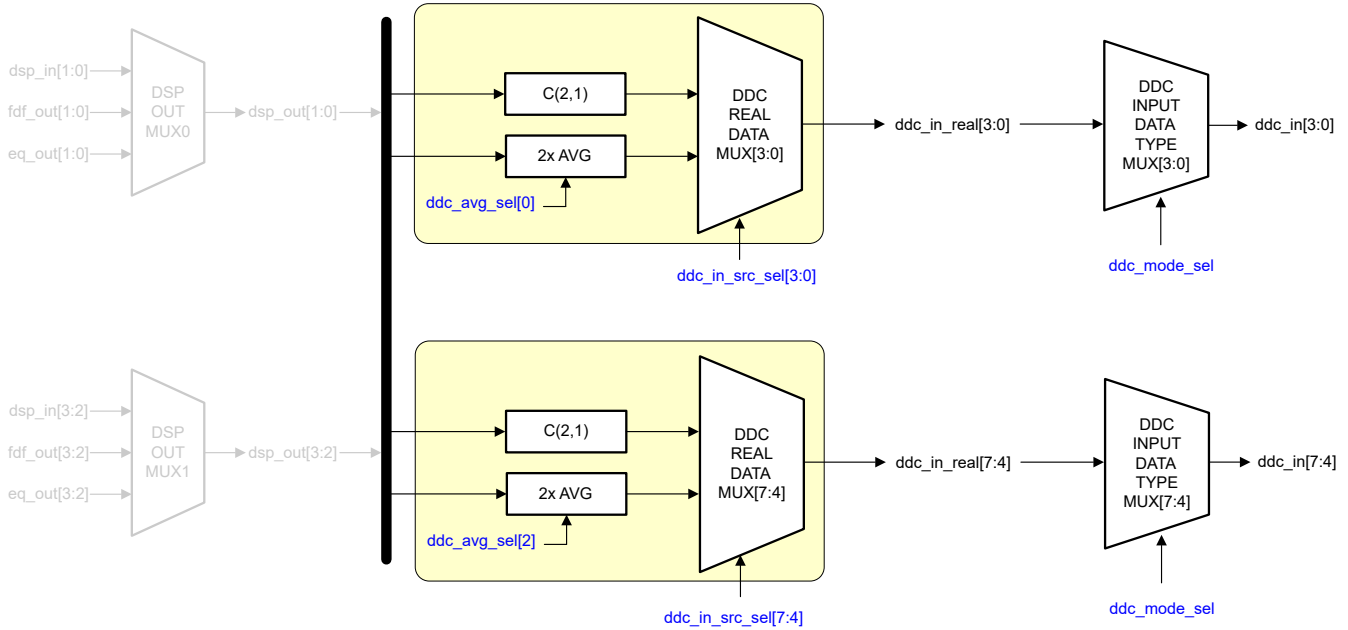 dsp_in[1:0]
fdf_out[1:0]
eq_out[1:0]
DSP
OUT
MUX0
dsp_out[1:0]
C(2,1)
2x AVG
ddc_avg_sel[0]
DDC
REAL
DATA
MUX[3:0]
ddc_in_src_sel[3:0]
ddc_in_real[3:0]
DDC
INPUT
DATA
TYPE
MUX[3:0]
ddc_mode_sel
ddc_in[3:0]
dsp_in[3:2]
fdf_out[3:2]
eq_out[3:2]
DSP
OUT
MUX1
dsp_out[3:2]
C(2,1)
2x AVG
ddc_avg_sel[2]
DDC
REAL
DATA
MUX[7:4]
ddc_in_src_sel[7:4]
ddc_in_real[7:4]
DDC
INPUT
DATA
TYPE
MUX[7:4]
ddc_mode_sel
ddc_in[7:4]